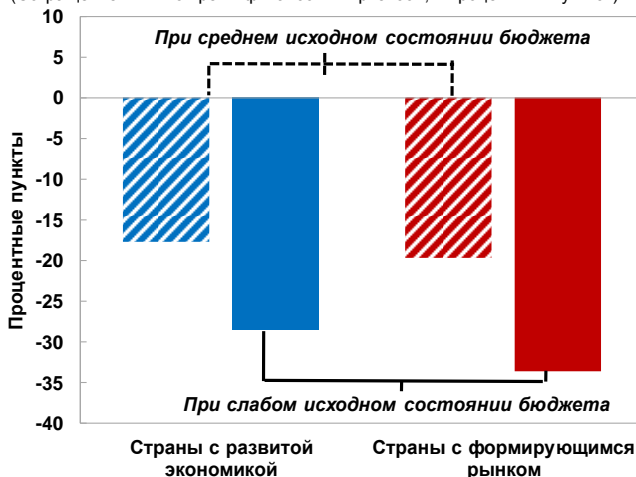 10
При среднем исходном состоянии бюджета
5
0
-5
-10
-15
-20
-25
-30
-35
-40
Процентные пункты
При слабом исходном состоянии бюджета
Страны с развитой
экономикой
Страны с формирующимся
рынком